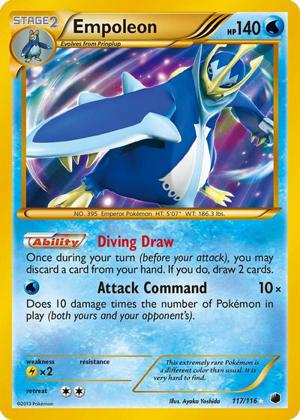 STAGE 2 Empoleon HP 140
Evolves from Prinplup
NO. 395 Emperor Pokémon HT: 5'07" WT: 186.3 lbs.
Ability Diving Draw
Once during your turn (before your attack), you may
discard a card from your hand. If you do, draw 2 cards.
Attack Command 10×
Does 10 damage times the number of Pokémon in
play (both yours and your opponent's).
weakness resistance
×2
This extremely rare Pokémon is
a different color than usual. It is
very hard to find!
retreat
Illus. Ayaka Yoshida 117/116
©2013 Pokémon